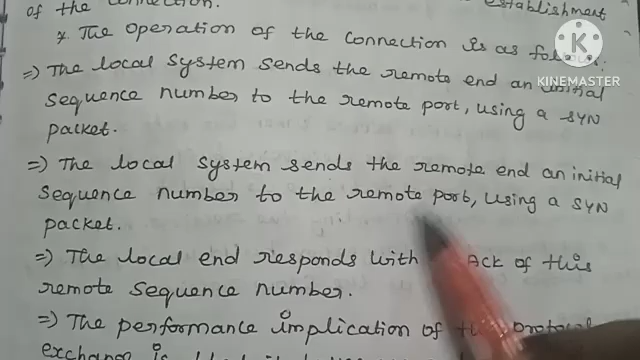 of the connection. establishment
* The operation of the connection is as
=> The local system sends the remote end an initial
sequence number to the remote port, using a SYN
packet.
=> The local system sends the remote end an initial
sequence number to the remote port, using a SYN
packet.
=> The local end responds with ACK of this
remote sequence number.
=> The performance implication of protocol
exchange is
KINEMASTER